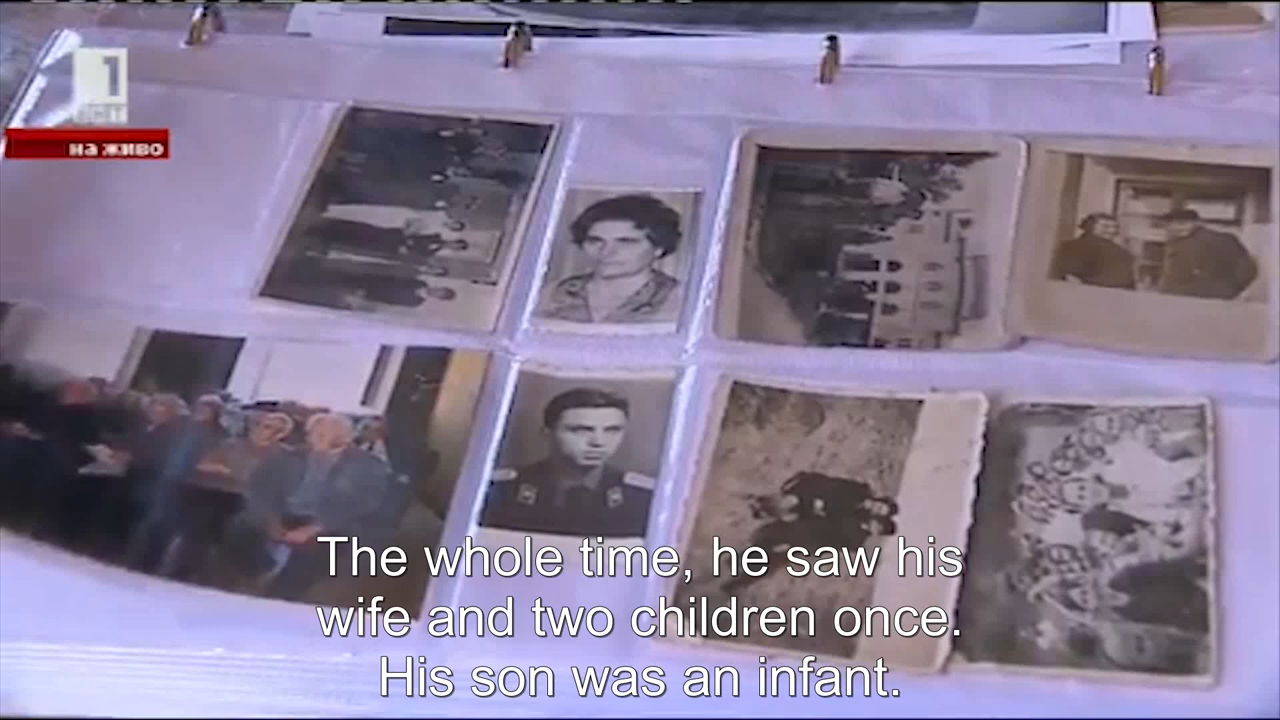 1
БНТ
на живо
The whole time, he saw his
wife and two children once.
His son was an infant.